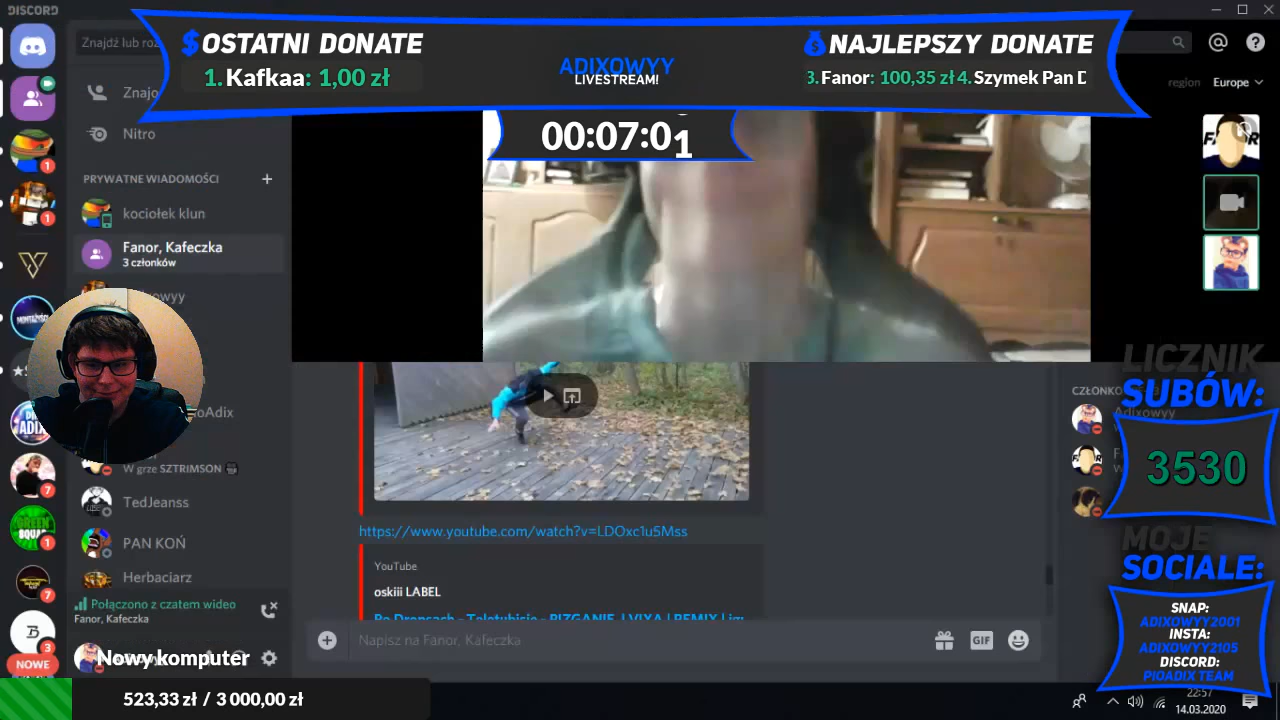 DISCORD
$OSTATNI DONATE
1. Kafkaa: 1,00 zł
ADIXOWYY
LIVESTREAM!
NAJLEPSZY DONATE
3. Fanor: 100,35 zł 4. Szymek Pan
Znajdź lub roz
region
Europe
00:07:01
Znajo
Nitro
PRYWATNE WIADOMOŚCI
kociołek klun
Fanor, Kafeczka
3 członków
oAdix
W grze SZTRIMSON
TedJeanss
PAN KOŃ
Herbaciarz
Połączono z czatem wideo
Fanor, Kafeczka
https://www.youtube.com/watch?v=LDOxc1u5Mss
YouTube
oskiii LABEL
Napisz na Fanor, Kafeczka
GIF
LICZNIK
SUBÓW:
CZŁONKO
Adixowyy
3530
MOJE
SOCIALE:
SNAP:
ADIXOWYY2001
INSTA:
ADIXOWYY2105
DISCORD:
PIOADIX TEAM
NOWE
Nowy komputer
523,33 zł / 3 000,00 zł
22:57
14.03.2020